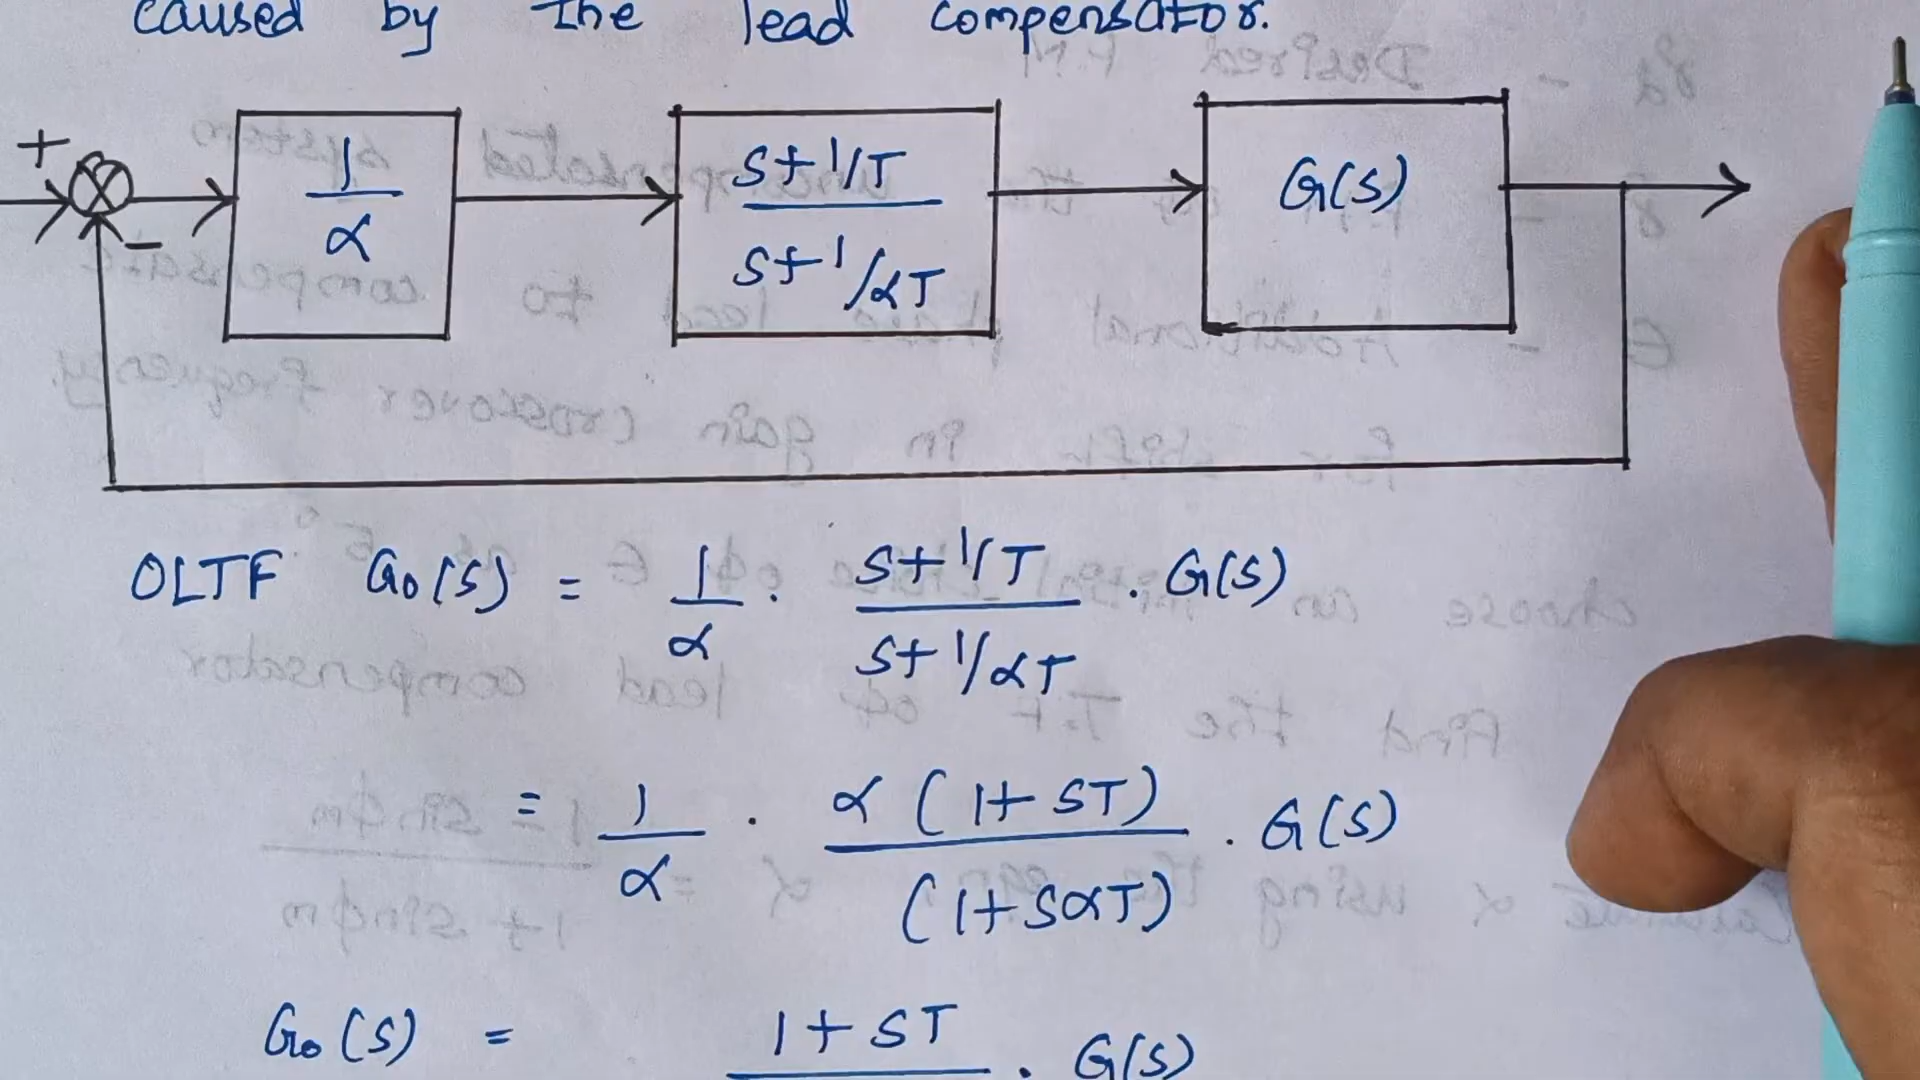 caused by the lead compensator.
+
1/α
S+1/T / S+1/αT
G(S)
-
OLTF G₀(S) = 1/α . S+1/T / S+1/αT . G(S)
= 1/α . α(1+ST) / (1+SαT) . G(S)
G₀(S) = 1+ST . G(S)